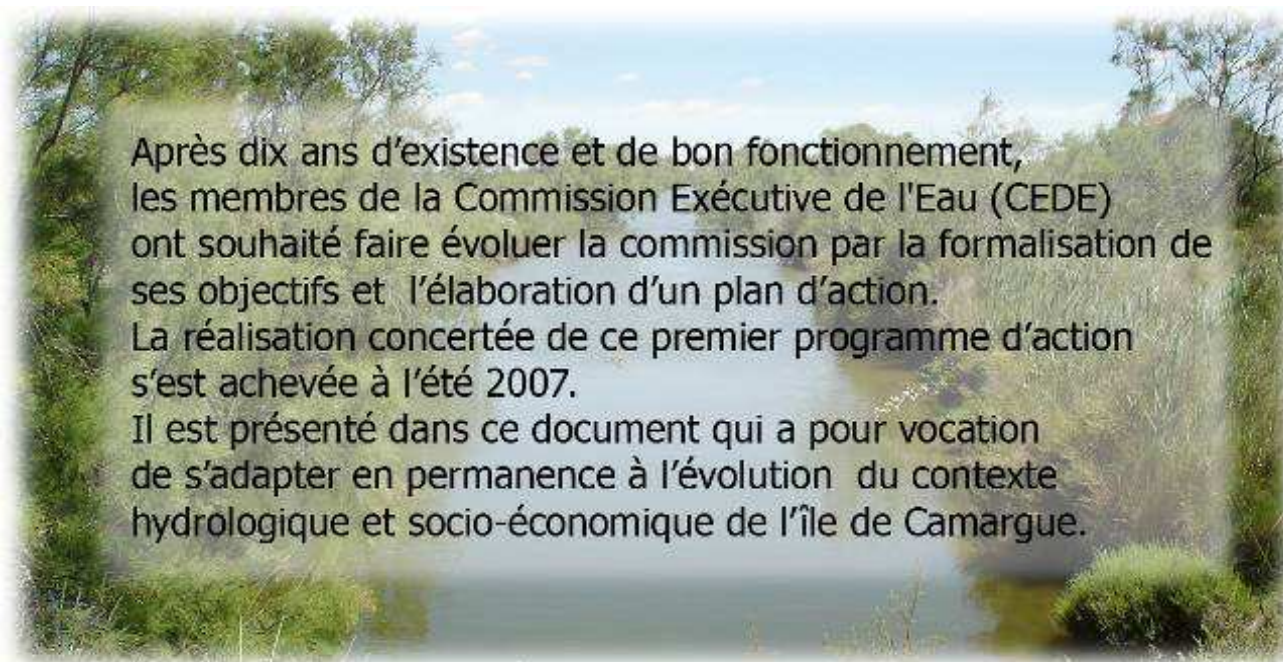 Après dix ans d’existence et de bon fonctionnement,
les membres de la Commission Exécutive de l'Eau (CEDE)
ont souhaité faire évoluer la commission par la formalisation de
ses objectifs et  l’élaboration d’un plan d’action.
La réalisation concertée de ce premier programme d’action
s’est achevée à l’été 2007.
Il est présenté dans ce document qui a pour vocation
de s’adapter en permanence à l’évolution  du contexte
hydrologique et socio-économique de l’île de Camargue.